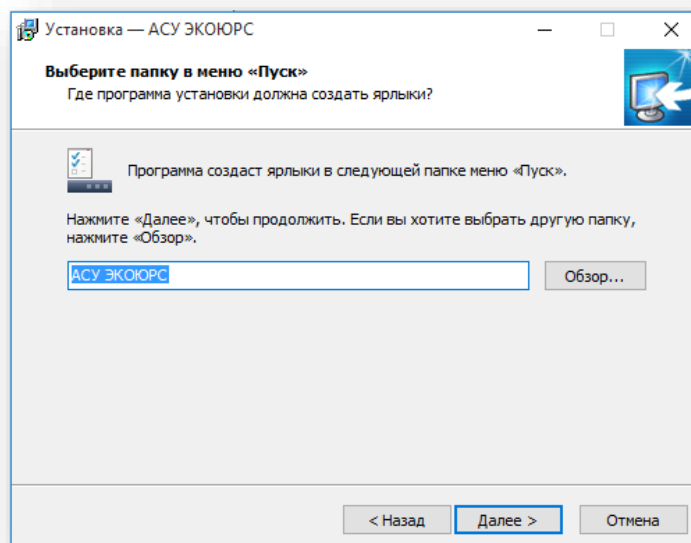 Установка — АСУ ЭКОЮРС
Выберите папку в меню «Пуск»
Где программа установки должна создать ярлыки?
Программа создаст ярлыки в следующей папке меню «Пуск».
Нажмите «Далее», чтобы продолжить. Если вы хотите выбрать другую папку,
нажмите «Обзор».
АСУ ЭКОЮРС
Обзор...
< Назад
Далее >
Отмена